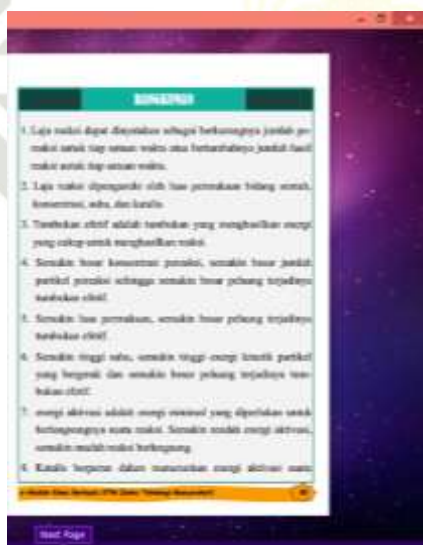 1. Laju reaksi dapat dinyatakan sebagai berkurangnya jumlah pe-
reaksi untuk tiap satuan waktu atau bertambahnya jumlah hasil
reaksi untuk tiap satuan waktu.
2. Laju reaksi dipengaruhi oleh luas permukaan bidang sentuh,
konsentrasi, suhu, dan katalis.
3. Tumbukan efektif adalah tumbukan yang menghasilkan energi
yang cukup untuk menghasilkan reaksi.
4. Semakin besar konsentrasi pereaksi, semakin besar jumlah
partikel pereaksi sehingga semakin besar peluang terjadinya
tumbukan efektif.
5. Semakin luas permukaan, semakin besar peluang terjadinya
tumbukan efektif.
6. Semakin tinggi suhu, semakin tinggi energi kinetik partikel
yang bergerak dan semakin besar peluang terjadinya tum-
bukan efektif.
7. energi aktivasi adalah energi minimal yang diperlukan untuk
berlangsungnya suatu reaksi. Semakin rendah energi aktivasi,
semakin mudah reaksi berlangsung.
8. Katalis berperan dalam menurunkan energi aktivasi suatu
Next Page